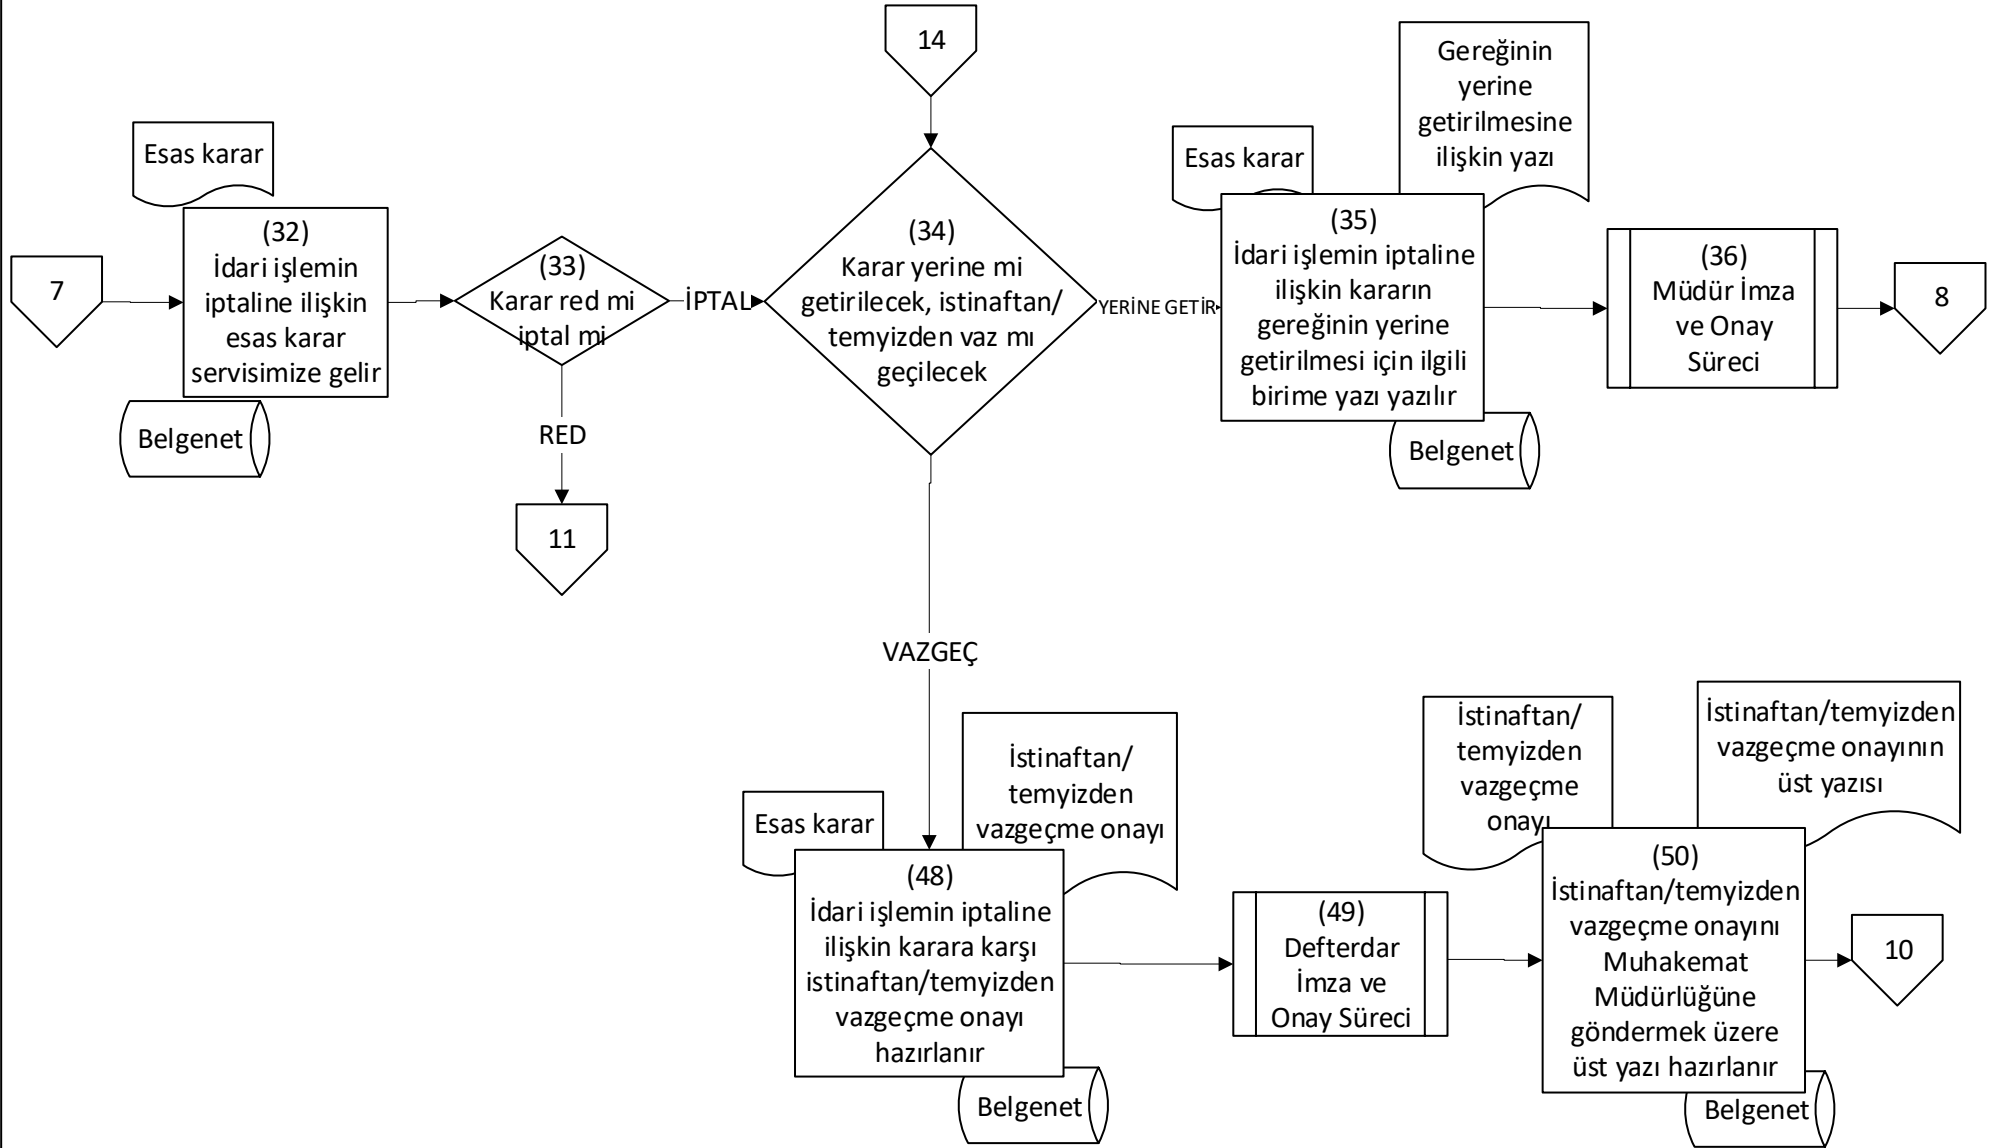 14
Gereğinin
yerine
getirilmesine
ilişkin yazı
Esas karar
Esas karar
7
(32)
İdari işlemin
iptaline ilişkin
esas karar
servisimize gelir
Belgenet
(33)
Karar red mi
iptal mi
İPTAL
RED
11
(34)
Karar yerine mi
getirilecek, istinaftan/
temyizden vaz mı
geçilecek
YERİNE GETİR
(35)
İdari işlemin iptaline
ilişkin kararın
gereğinin yerine
getirilmesi için ilgili
birime yazı yazılır
Belgenet
(36)
Müdür İmza
ve Onay
Süreci
8
VAZGEÇ
Esas karar
İstinaftan/
temyizden
vazgeçme onayı
(48)
İdari işlemin iptaline
ilişkin karara karşı
istinaftan/temyizden
vazgeçme onayı
hazırlanır
Belgenet
(49)
Defterdar
İmza ve
Onay Süreci
İstinaftan/
temyizden
vazgeçme
onayı
İstinaftan/temyizden
vazgeçme onayının
üst yazısı
(50)
İstinaftan/temyizden
vazgeçme onayını
Muhakemat
Müdürlüğüne
göndermek üzere
üst yazı hazırlanır
Belgenet
10